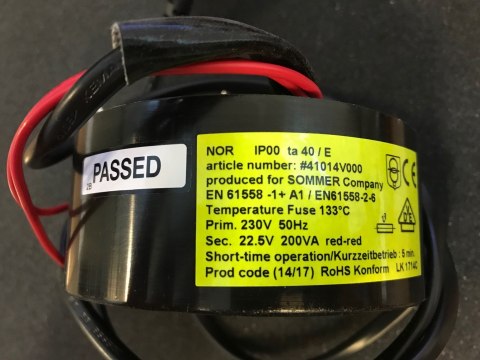 PASSED
NOR IP00 ta 40 / E
article number: #41014V000
produced for SOMMER Company
EN 61558 -1+ A1 / EN61558-2-6
Temperature Fuse 133°C
Prim. 230V 50Hz
Sec. 22.5V 200VA red-red
Short-time operation/Kurzzeitbetrieb : 5 min.
Prod code (14/17) RoHS Konform LK 1714C